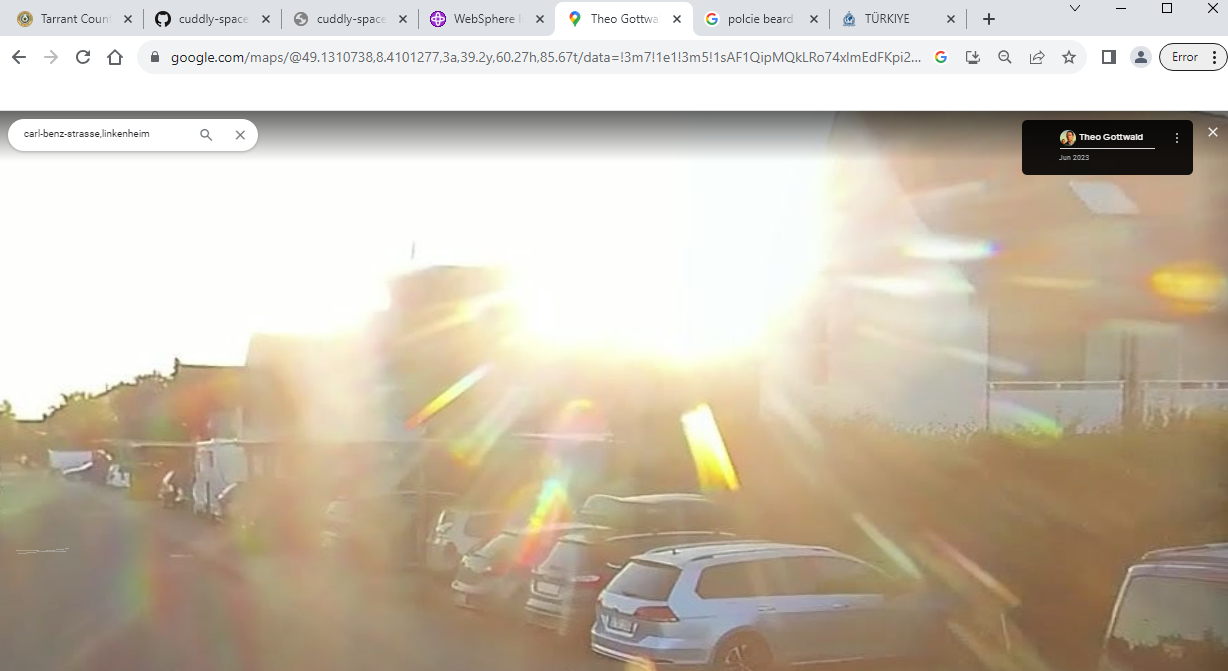 Tarrant Coun
cuddly-space
cuddly-space
WebSphere l
Theo Gottwa
polcie beard
TÜRKIYE
google.com/maps/@49.1310738,8.4101277,3a,39.2y,60.27h,85.67t/data=!3m7!1e1!3m5!1sAF1QipMQkLRo74xlmEdFKpi2...
Error
carl-benz-strasse,linkenheim
Theo Gottwald
Jun 2023